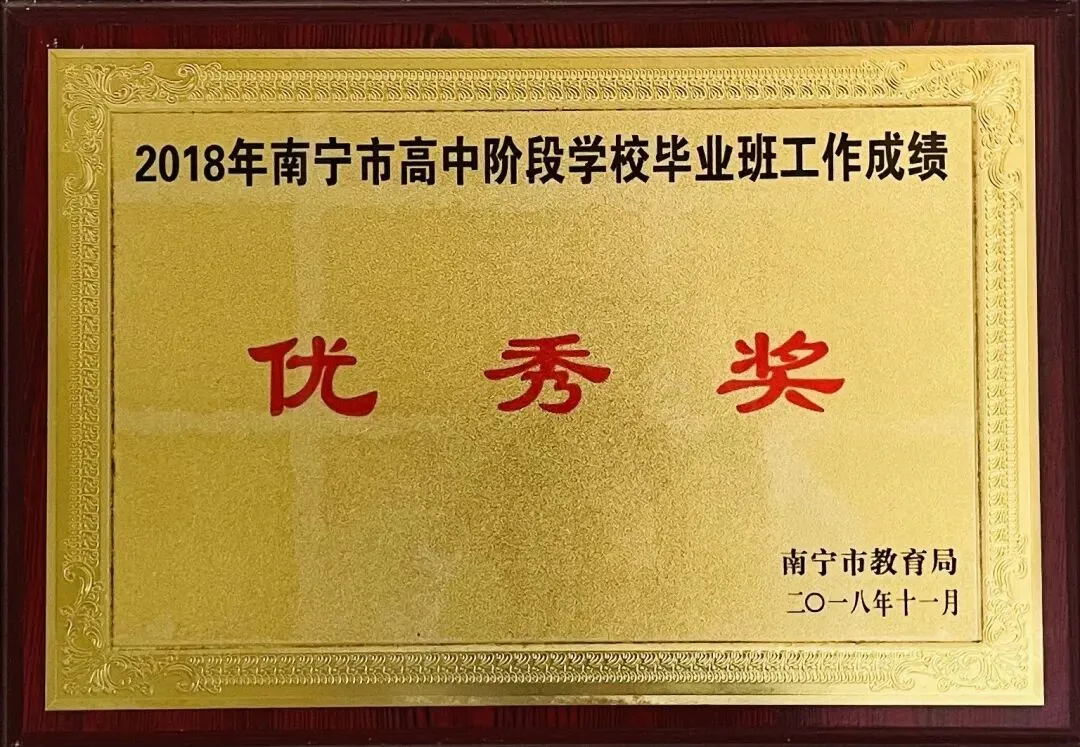 2018年南宁市高中阶段学校毕业班工作成绩
优秀奖
南宁市教育局
二〇一八年十一月